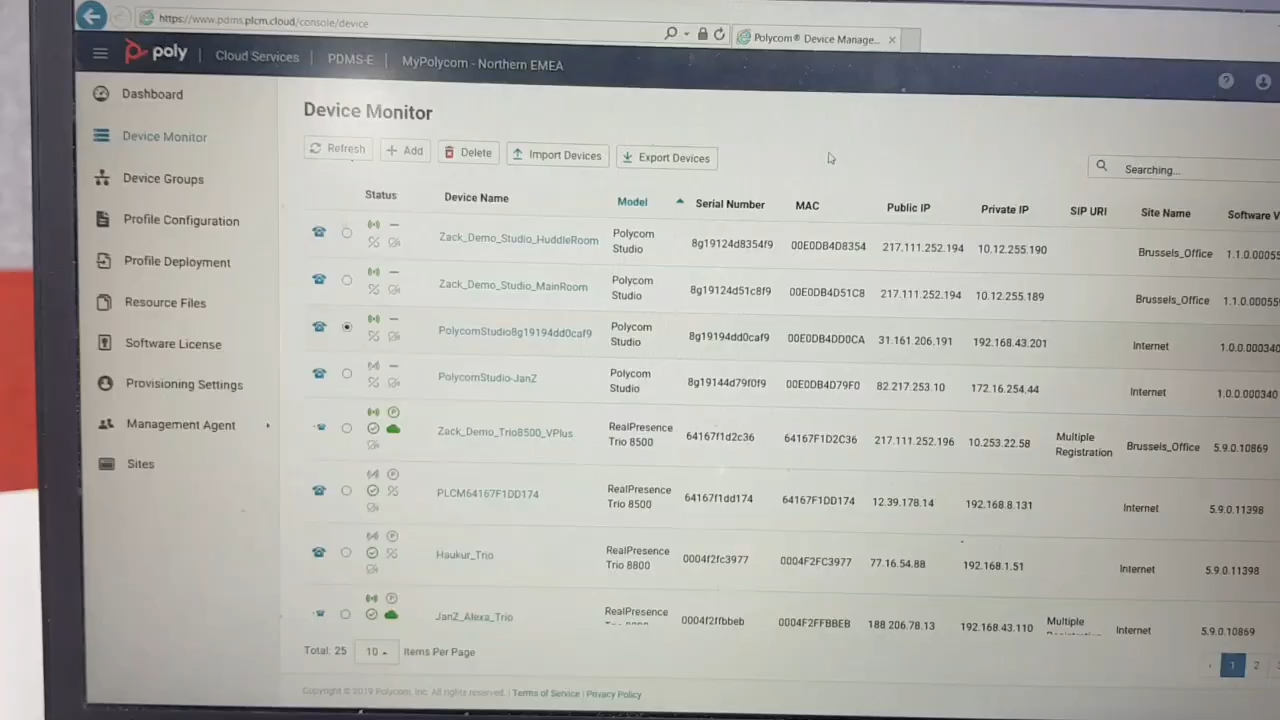 https://www.pdms.plcm.cloud/console/device
Polycom® Device Manage...
poly | Cloud Services | PDMS-E | MyPolycom - Northern EMEA
Dashboard
Device Monitor
Device Groups
Profile Configuration
Profile Deployment
Resource Files
Software License
Provisioning Settings
Management Agent
Sites
Device Monitor
Refresh Add Delete Import Devices Export Devices
Searching...
Status Device Name Model Serial Number MAC Public IP Private IP SIP URI Site Name Software V
Zack_Demo_Studio_HuddleRoom Polycom Studio 8g19124d8354f9 00E0DB4D8354 217.111.252.194 10.12.255.190 Brussels_Office 1.1.0.00055
Zack_Demo_Studio_MainRoom Polycom Studio 8g19124d51c8f9 00E0DB4D51C8 217.111.252.194 10.12.255.189 Brussels_Office 1.1.0.00055
PolycomStudio8g19194dd0caf9 Polycom Studio 8g19194dd0caf9 00E0DB4DD0CA 31.161.206.191 192.168.43.201 Internet 1.0.0.000340
PolycomStudio-JanZ Polycom Studio 8g19144d79f0f9 00E0DB4D79F0 82.217.253.10 172.16.254.44 Internet 1.0.0.000340
Zack_Demo_Trio8500_VPlus RealPresence Trio 8500 64167f1d2c36 64167F1D2C36 217.111.252.196 10.253.22.58 Multiple Registration Brussels_Office 5.9.0.10869
PLCM64167F1DD174 RealPresence Trio 8500 64167f1dd174 64167F1DD174 12.39.178.14 192.168.8.131 Internet 5.9.0.11398
Haukur_Trio RealPresence Trio 8800 0004f2fc3977 0004F2FC3977 77.16.54.88 192.168.1.51 Internet 5.9.0.11398
JanZ_Alexa_Trio RealPresence 0004f2ffbbeb 0004F2FFBBEB 188.206.78.13 192.168.43.110 Multiple Internet 5.9.0.10869
Total: 25 10 Items Per Page
1 2
Copyright © 2019 Polycom, Inc. All rights reserved. | Terms of Service | Privacy Policy